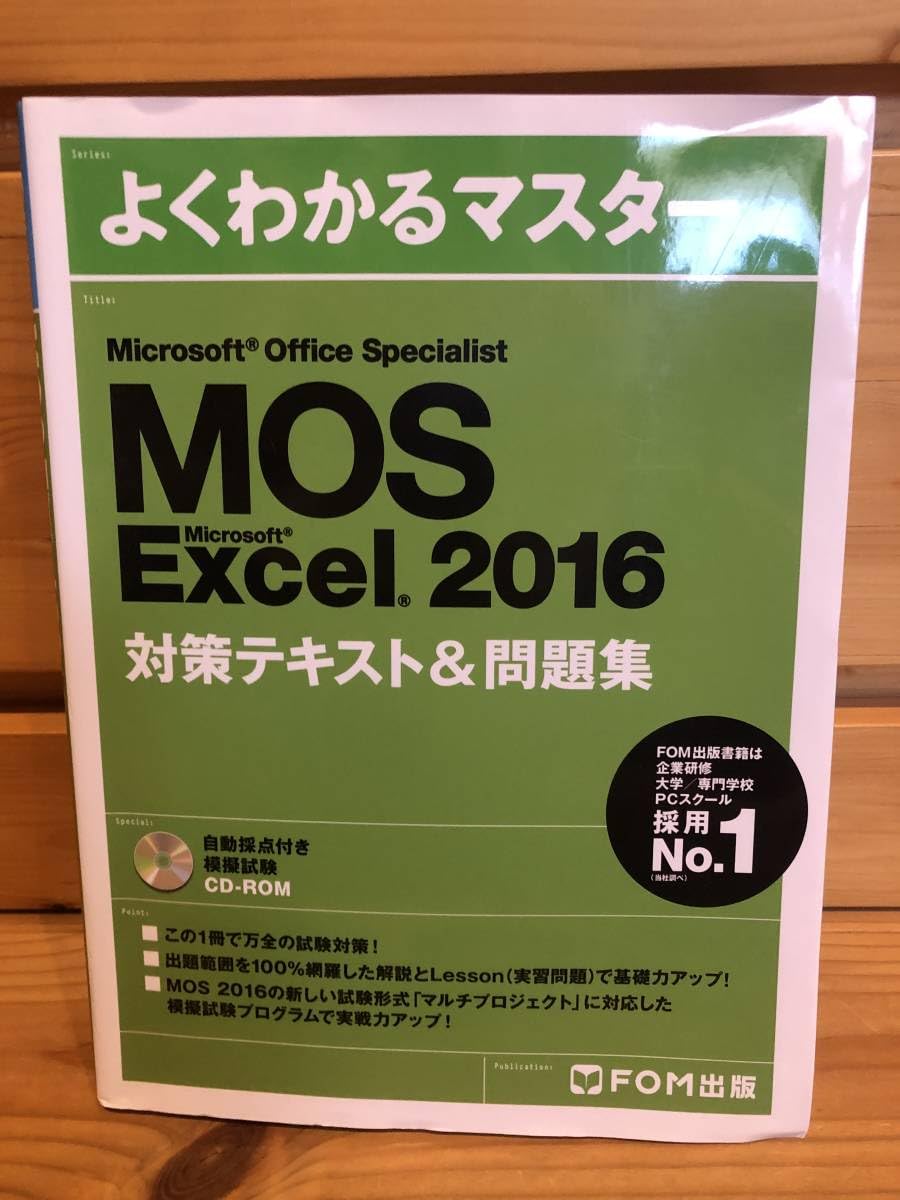 Series:
よくわかるマスター
Title:
Microsoft® Office Specialist
MOS
Microsoft®
Excel® 2016
対策テキスト&問題集
FOM出版書籍は
企業研修
大学/専門学校
PCスクール
採用
No.1
(当社調べ)
Special:
自動採点付き
模擬試験
CD-ROM
Point:
この1冊で万全の試験対策!
出題範囲を100%網羅した解説とLesson(実習問題)で基礎力アップ!
MOS 2016の新しい試験形式「マルチプロジェクト」に対応した
模擬試験プログラムで実戦力アップ!
Publication:
FOM出版